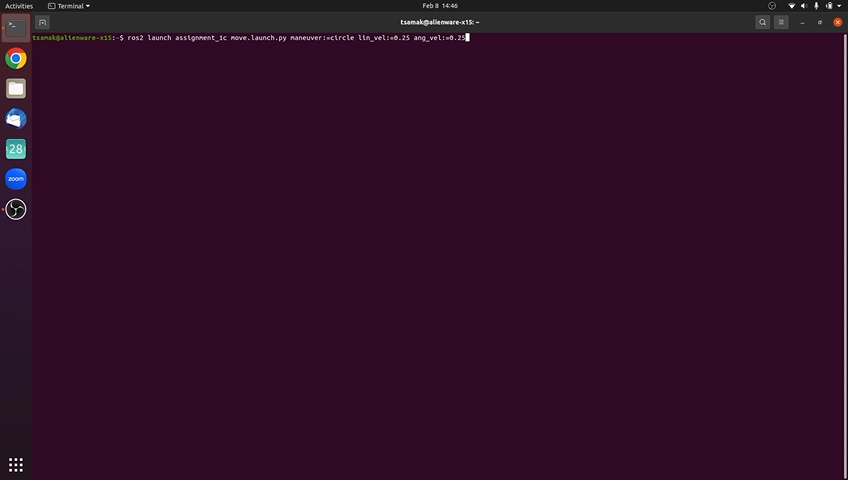 Activities
Terminal
Feb 8 14:46
tsamak@alienware-x15: ~
tsamak@alienware-x15:~$ ros2 launch assignment_1c move.launch.py maneuver:=circle lin_vel:=0.25 ang_vel:=0.25
28
zoom